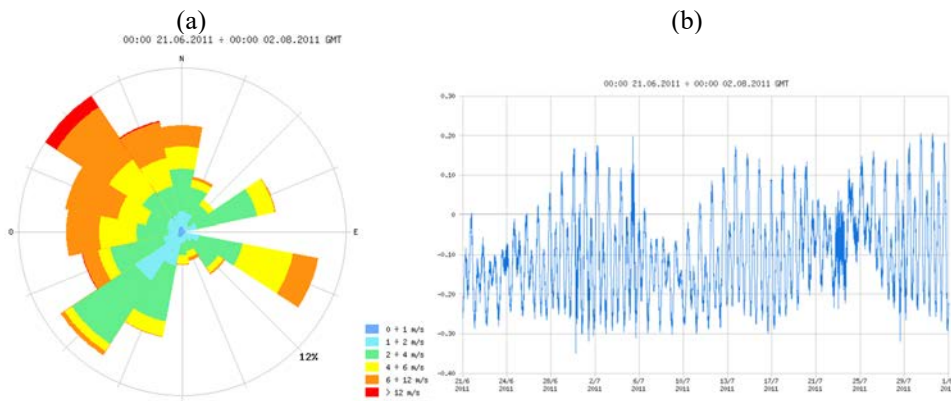 (a)
(b)
00:00 21.06.2011 ÷ 00:00 02.08.2011 GMT
N
O
E
12%
0 ÷ 1 m/s
1 ÷ 2 m/s
2 ÷ 4 m/s
4 ÷ 6 m/s
6 ÷ 12 m/s
> 12 m/s
00:00 21.06.2011 ÷ 00:00 02.08.2011 GMT
0.30
0.20
0.10
0
-0.10
-0.20
-0.30
-0.40
21/6 24/6 28/6 2/7 6/7 10/7 13/7 17/7 21/7 25/7 29/7 1/8
2011 2011 2011 2011 2011 2011 2011 2011 2011 2011 2011 2011